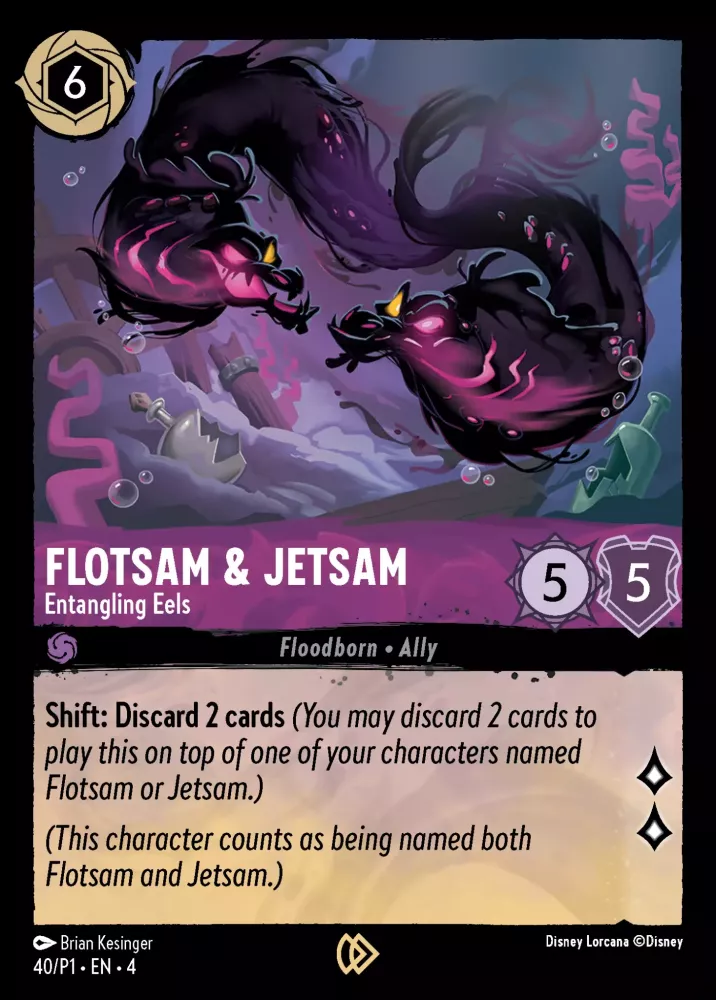 6
FLOTSAM & JETSAM
Entangling Eels
5 5
Floodborn • Ally
Shift: Discard 2 cards (You may discard 2 cards to
play this on top of one of your characters named
Flotsam or Jetsam.)
(This character counts as being named both
Flotsam and Jetsam.)
Brian Kesinger
Disney Lorcana ©Disney
40/P1 • EN • 4